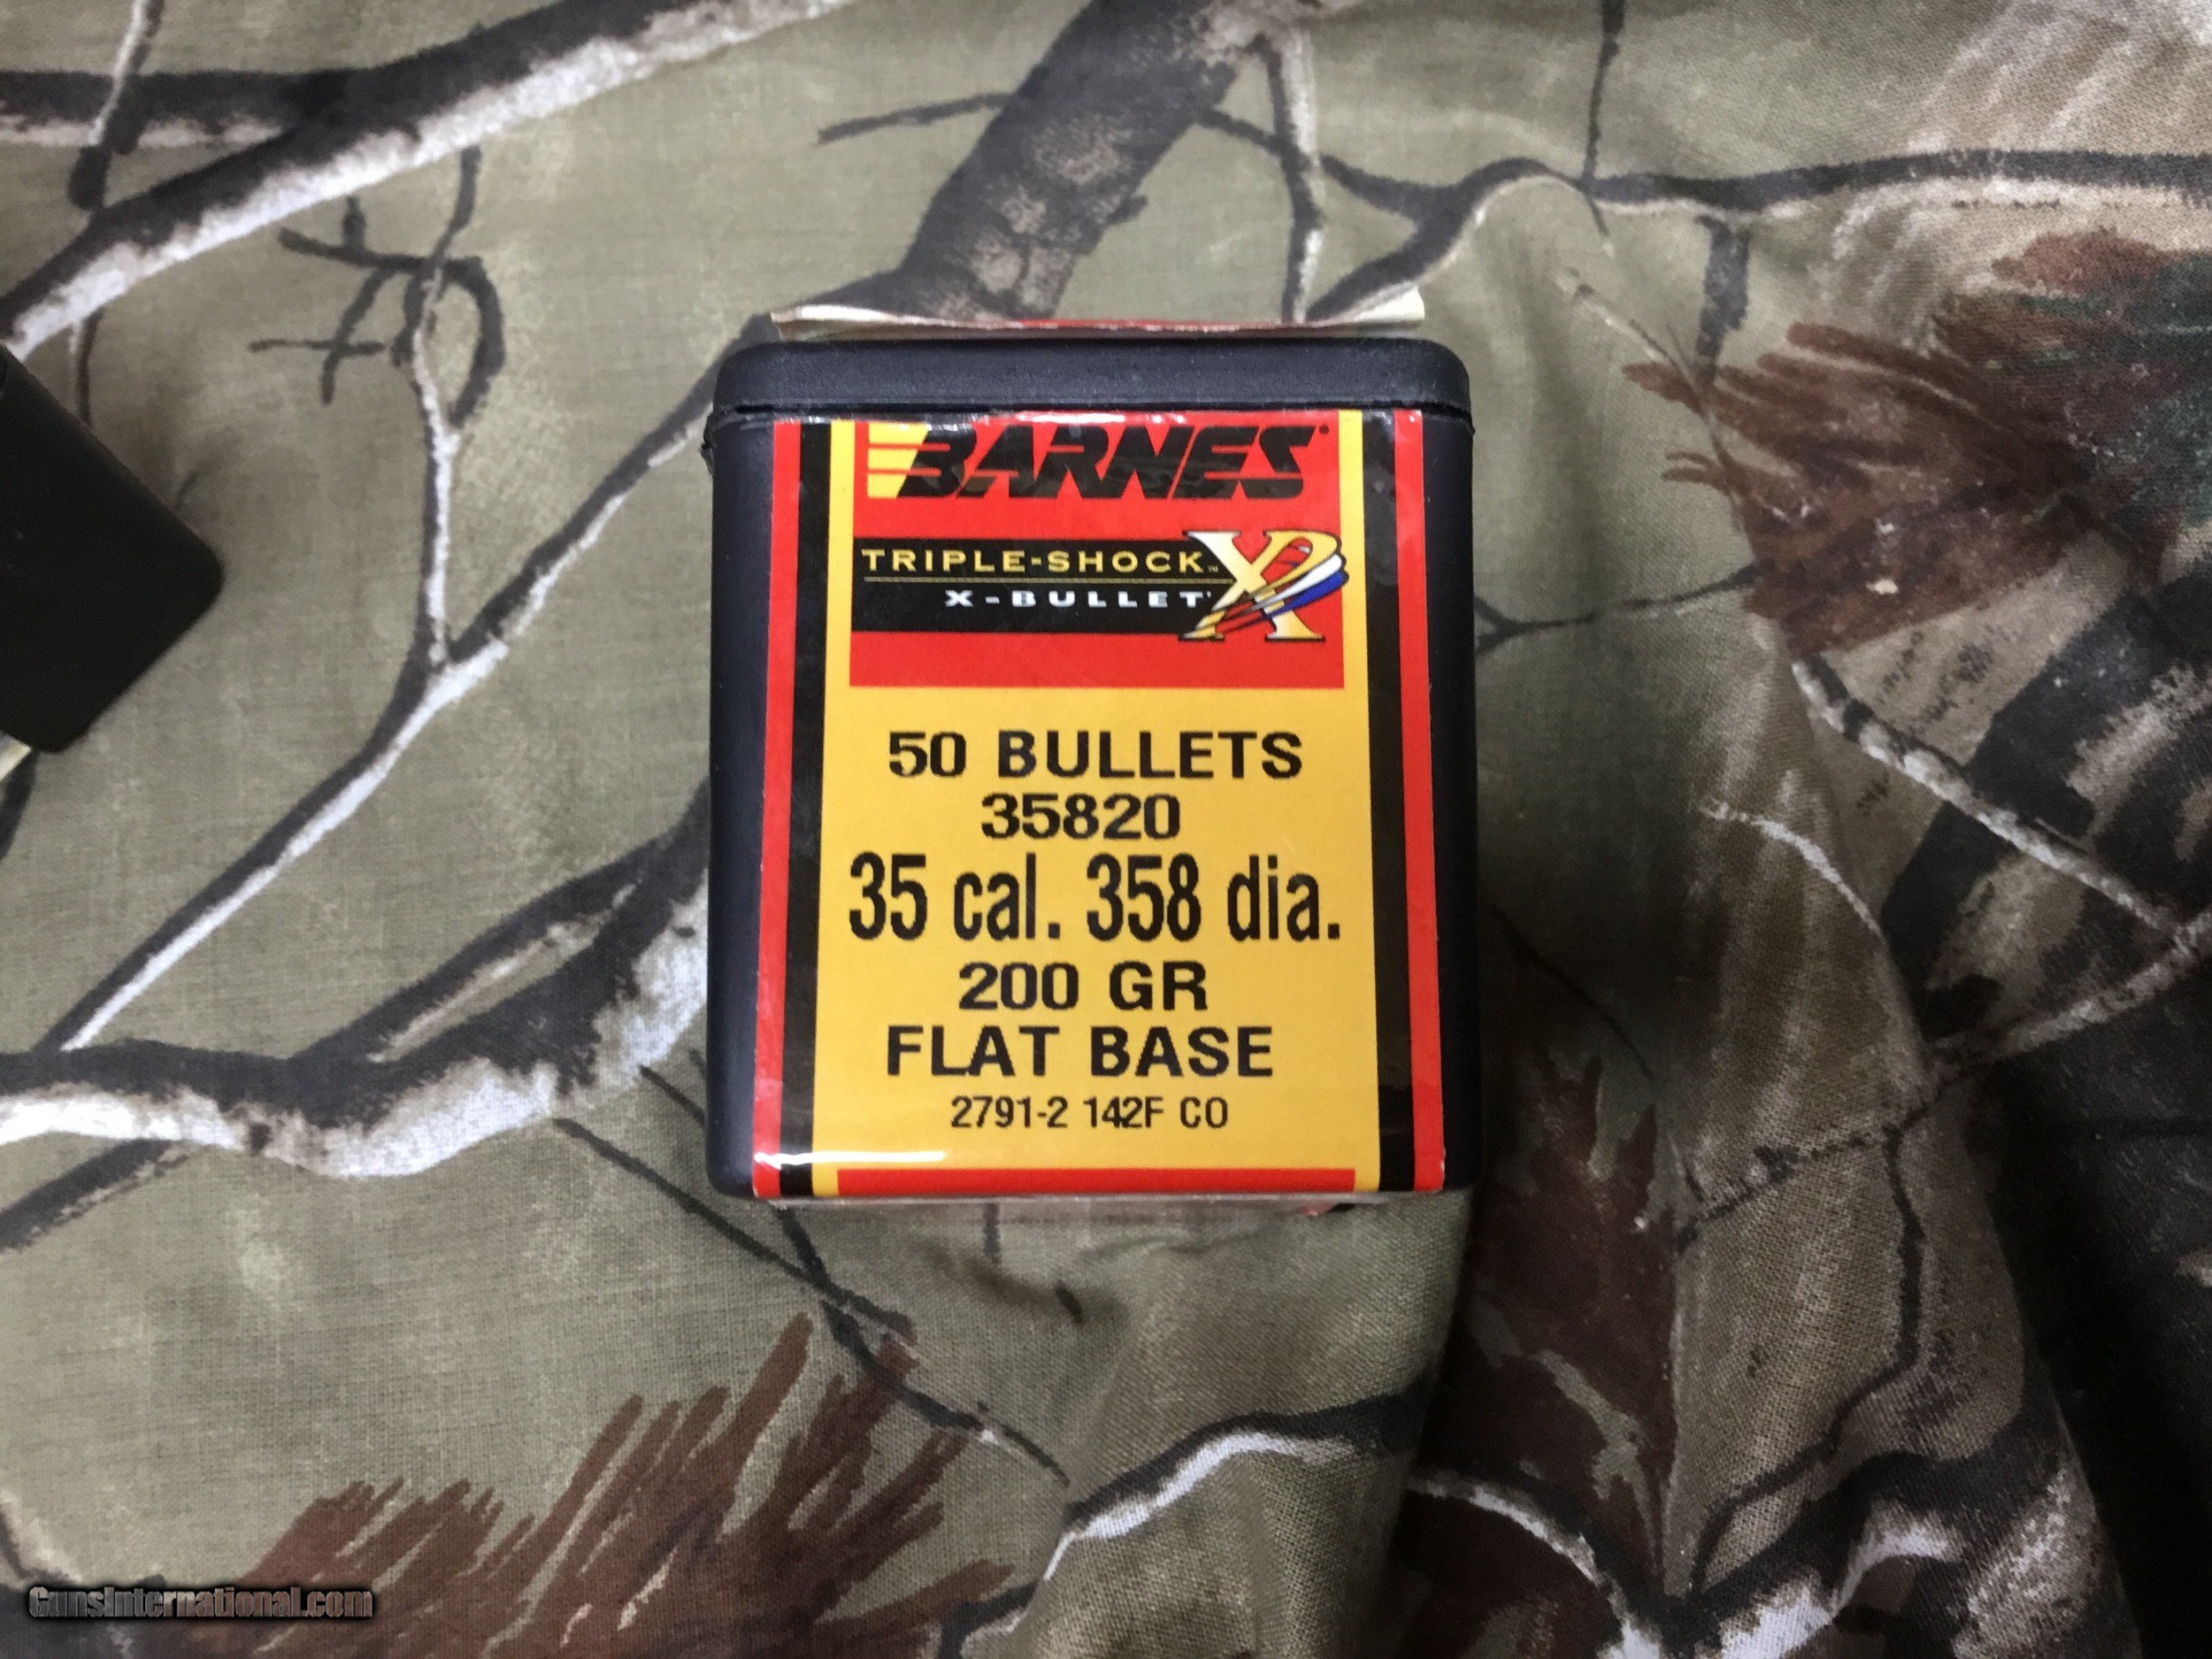 BARNES®
TRIPLE-SHOCK™
X-BULLET
50 BULLETS
35820
35 cal. 358 dia.
200 GR
FLAT BASE
2791-2 142F CO
GunsInternational.com